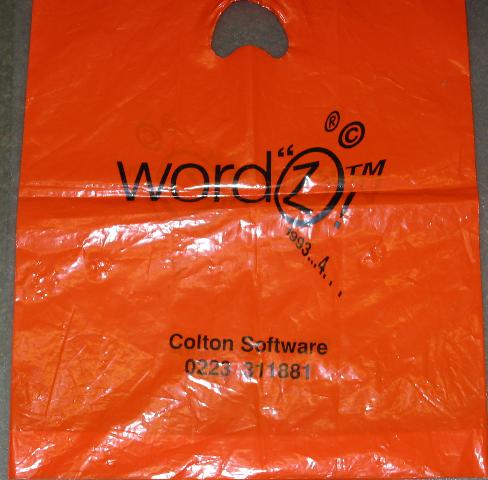 ® ©
word“Z”™
1993...4...
Colton Software
0223 311881